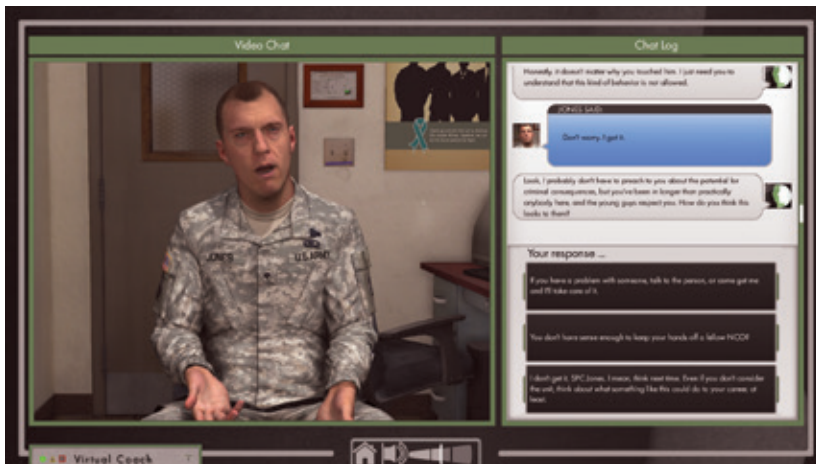 Video Chat
Chat Log
Honestly, it doesn't matter why you touched him. I just need you to
understand that this kind of behavior is not allowed.
JONES SAID:
Don't worry, I got it.
Look, I probably don't have to preach to you about the potential for
criminal consequences, but you've been in longer than practically
anybody here, and the young guys respect you. How do you think this
looks to them?
Your response ...
If you have a problem with someone, talk to the person, or come get me
and I'll take care of it.
You don't have sense enough to keep your hands off a fellow NCO?!
I don't get it, SPC Jones, I mean, think next time. Even if you don't consider
the unit, think about what something like this could do to your career, at
least.
JONES
U.S. ARMY
Virtual Coach